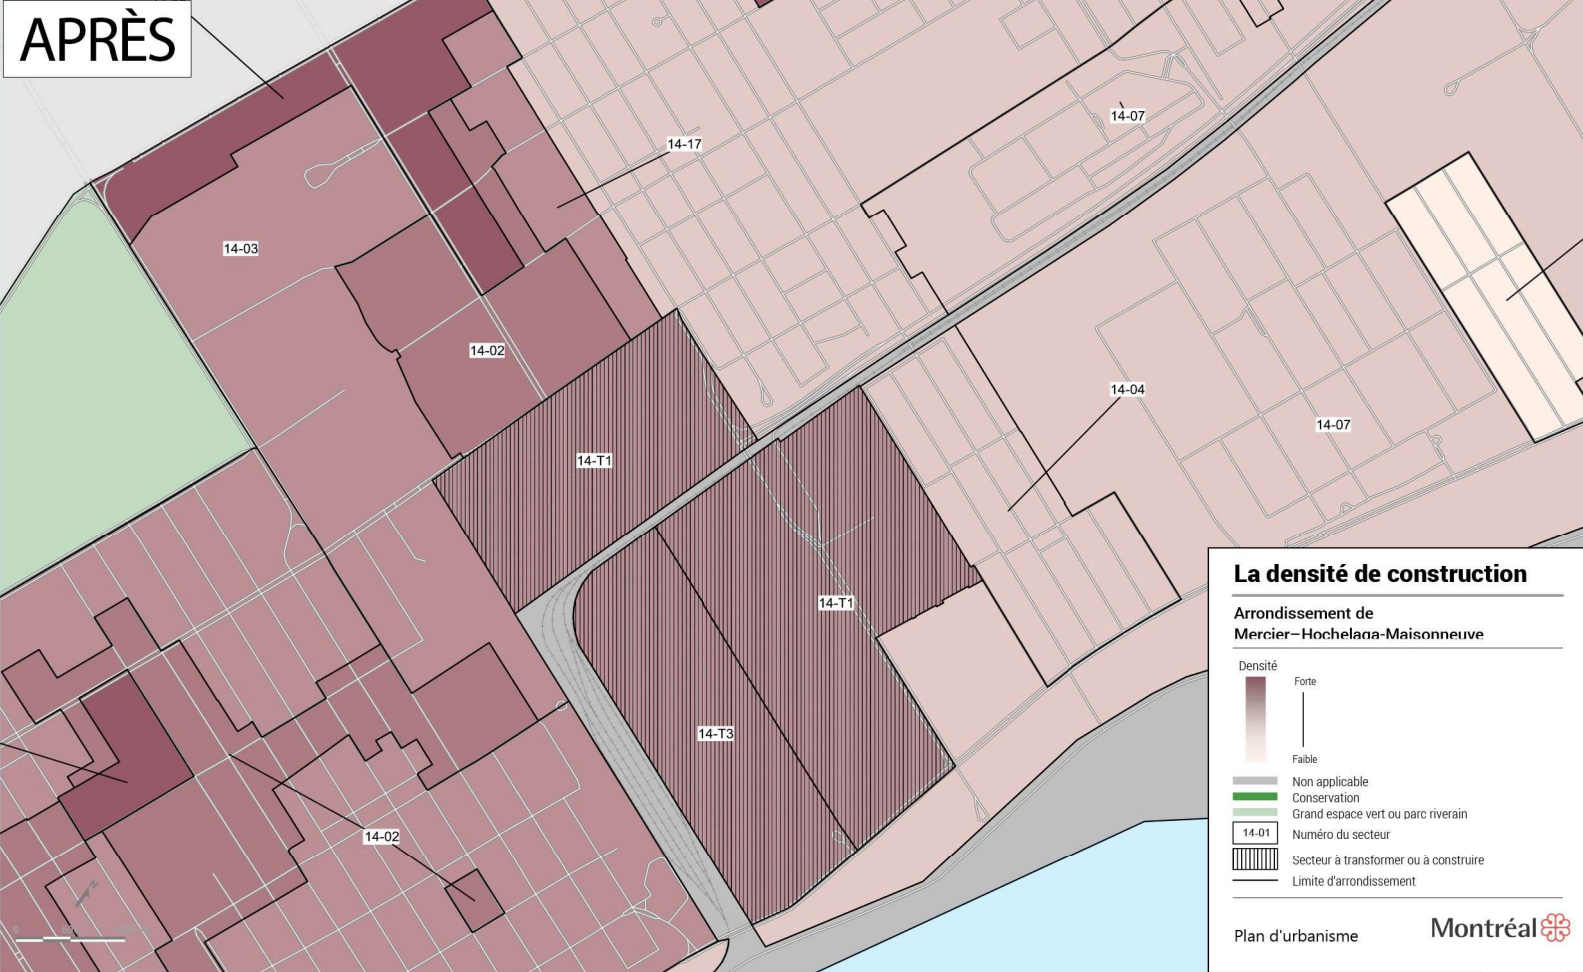 APRÈS
14-17
14-07
14-03
14-02
14-04
14-07
14-T1
14-T1
14-T3
14-02
0
La densité de construction
Arrondissement de
Mercier–Hochelaga-Maisonneuve
Densité
Forte
Faible
Non applicable
Conservation
Grand espace vert ou parc riverain
14-01 Numéro du secteur
Secteur à transformer ou à construire
Limite d'arrondissement
Plan d'urbanisme
Montréal